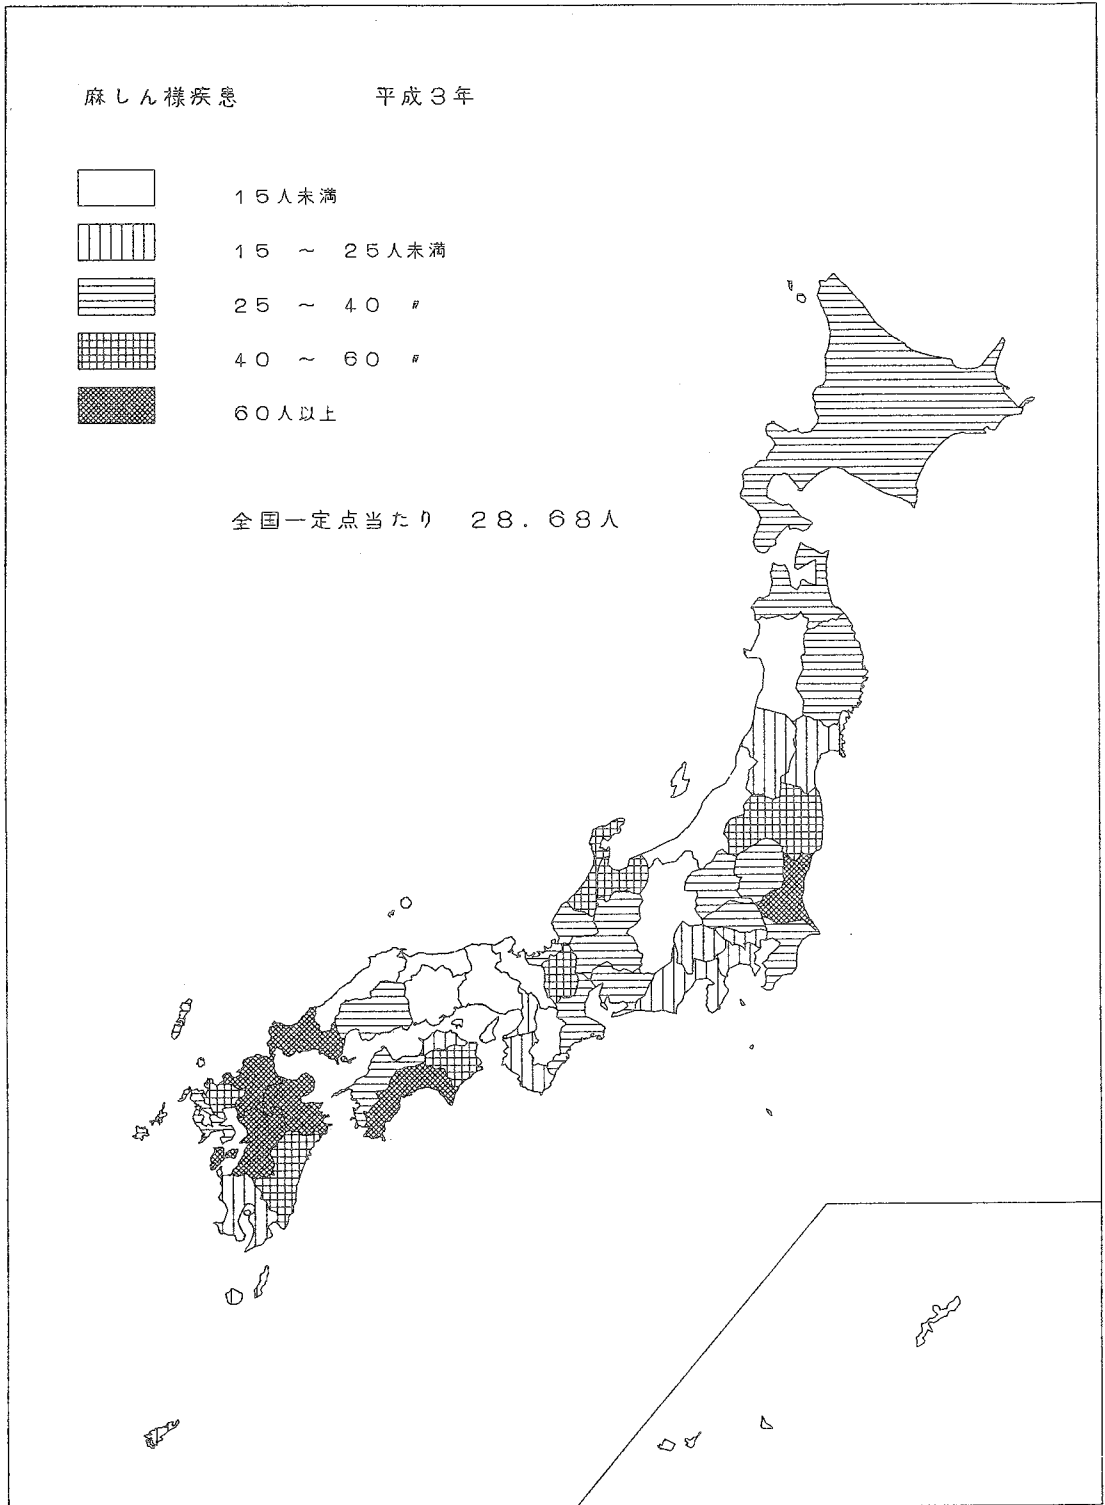 麻しん様疾患 平成3年
15人未満
15 ～ 25人未満
25 ～ 40 〃
40 ～ 60 〃
60人以上
全国一定点当たり 28.68人